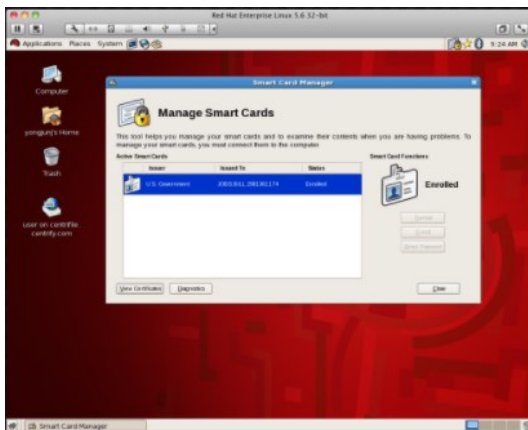 Red Hat Enterprise Linux 5.6 32-bit
Applications Places System
9:24 AM
Computer
yongjunj's Home
Trash
user on centrifile.
centrify.com
Smart Card Manager
Manage Smart Cards
This tool helps you manage your smart cards and to examine their contents when you are having problems. To
manage your smart cards, you must connect them to the computer.
Active Smart Cards
Smart Card Functions
Issuer Issued To Status
U.S. Government Enrolled
Enrolled
Format
Enroll
View Certificates Diagnostics Close
Smart Card Manager